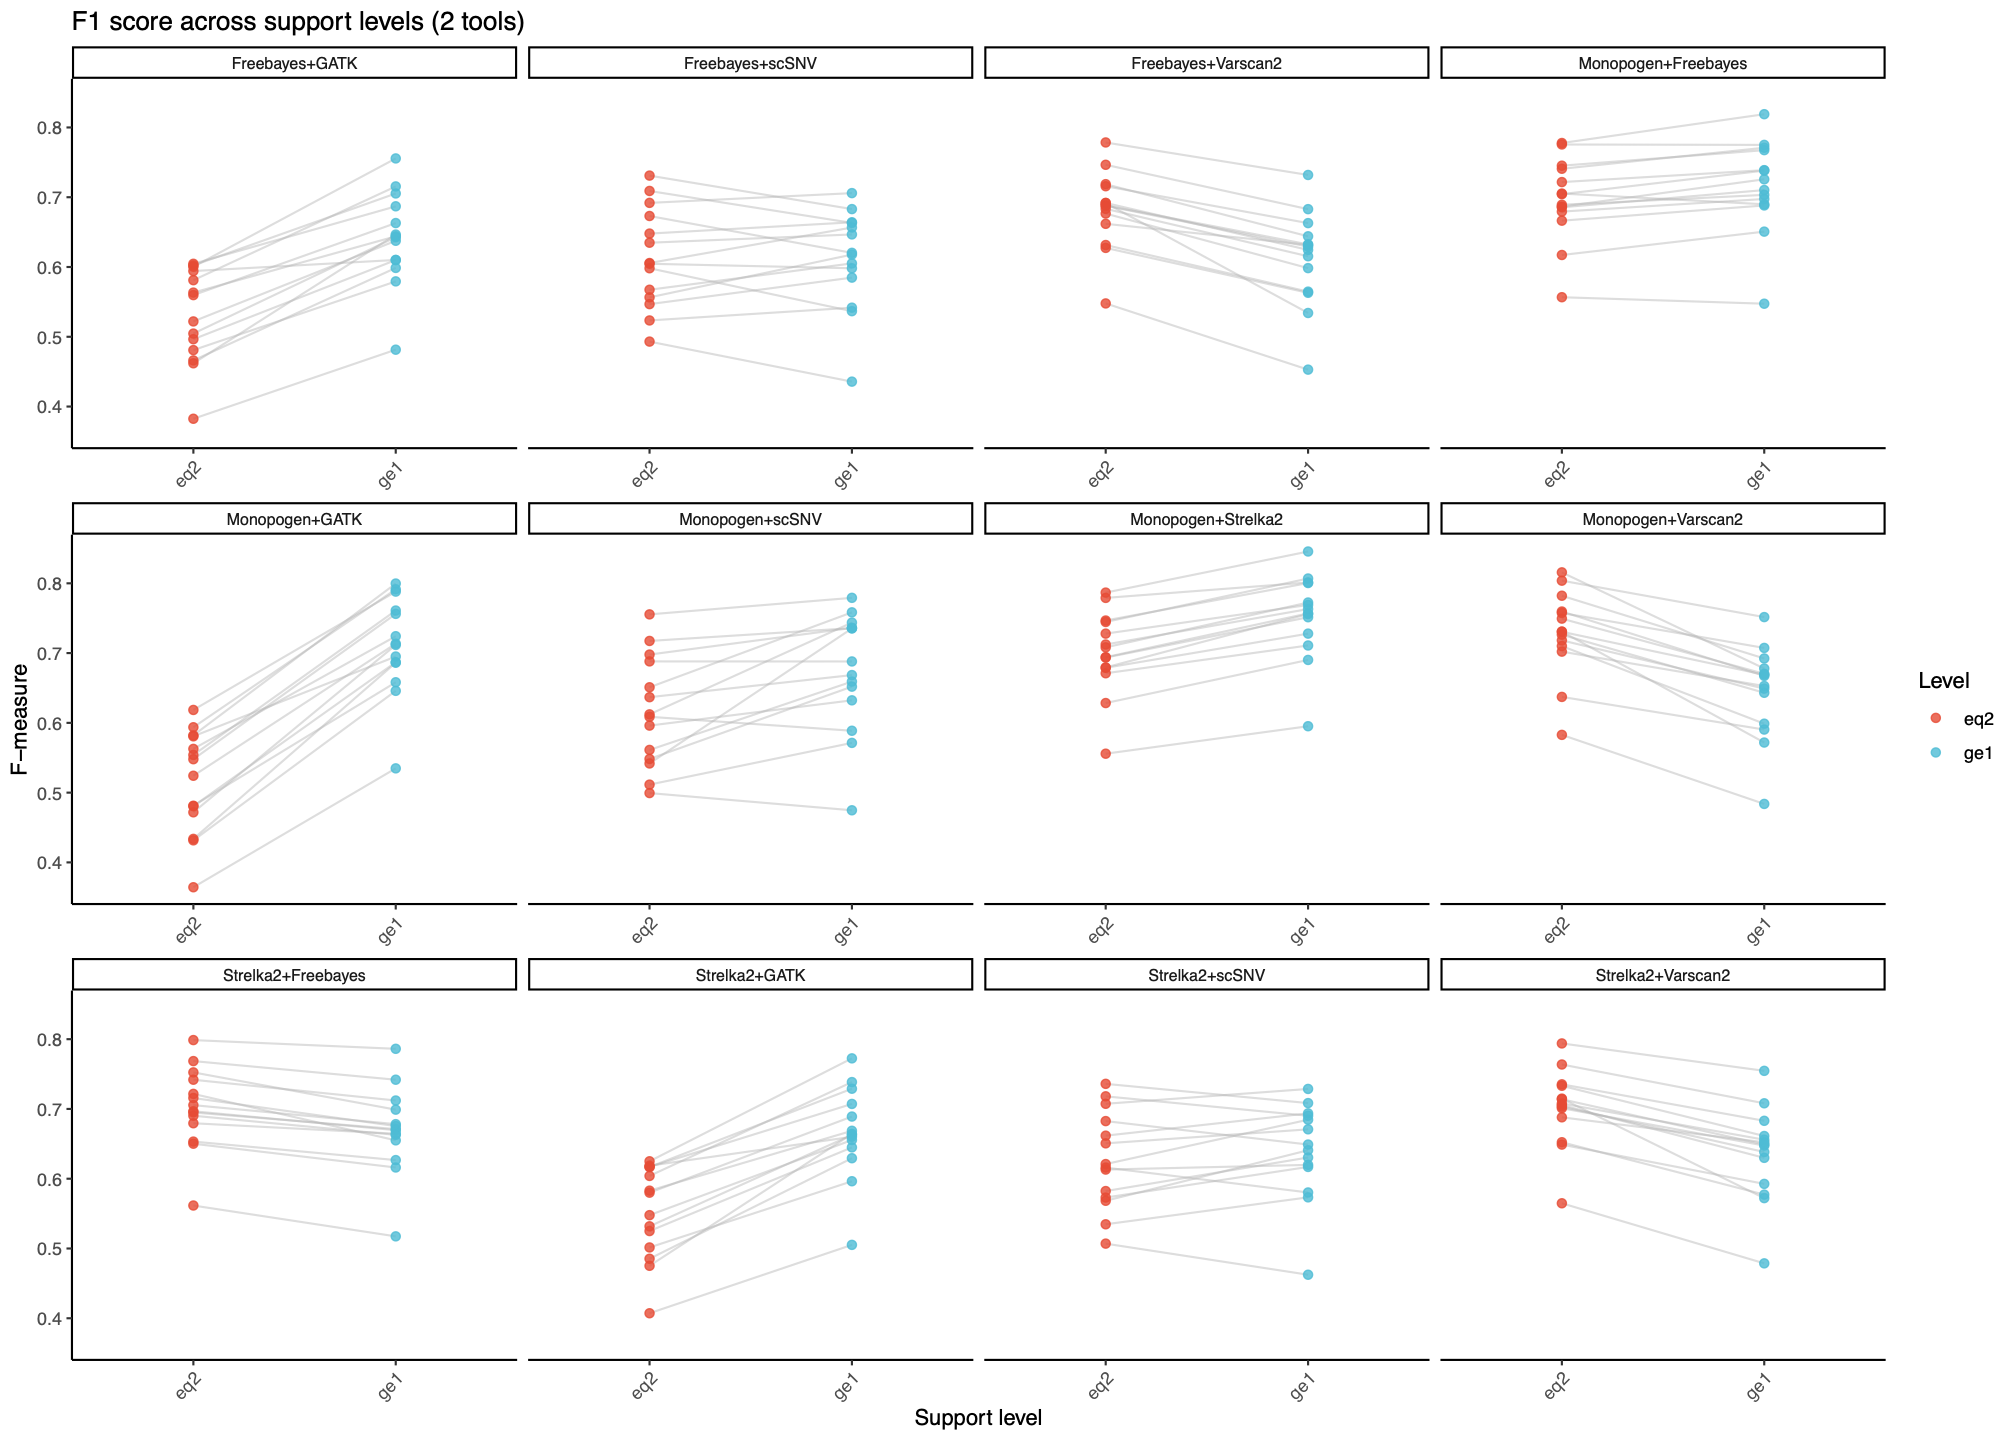 F1 score across support levels (2 tools)
Freebayes+GATK
Freebayes+scSNV
Freebayes+Varscan2
Monopogen+Freebayes
0.8
0.7
0.6
0.5
0.4
eq2
ge1
eq2
ge1
eq2
ge1
eq2
ge1
Monopogen+GATK
Monopogen+scSNV
Monopogen+Strelka2
Monopogen+Varscan2
0.8
0.7
0.6
0.5
0.4
eq2
ge1
eq2
ge1
eq2
ge1
eq2
ge1
Strelka2+Freebayes
Strelka2+GATK
Strelka2+scSNV
Strelka2+Varscan2
0.8
0.7
0.6
0.5
0.4
eq2
ge1
eq2
ge1
eq2
ge1
eq2
ge1
F−measure
Support level
Level
eq2
ge1